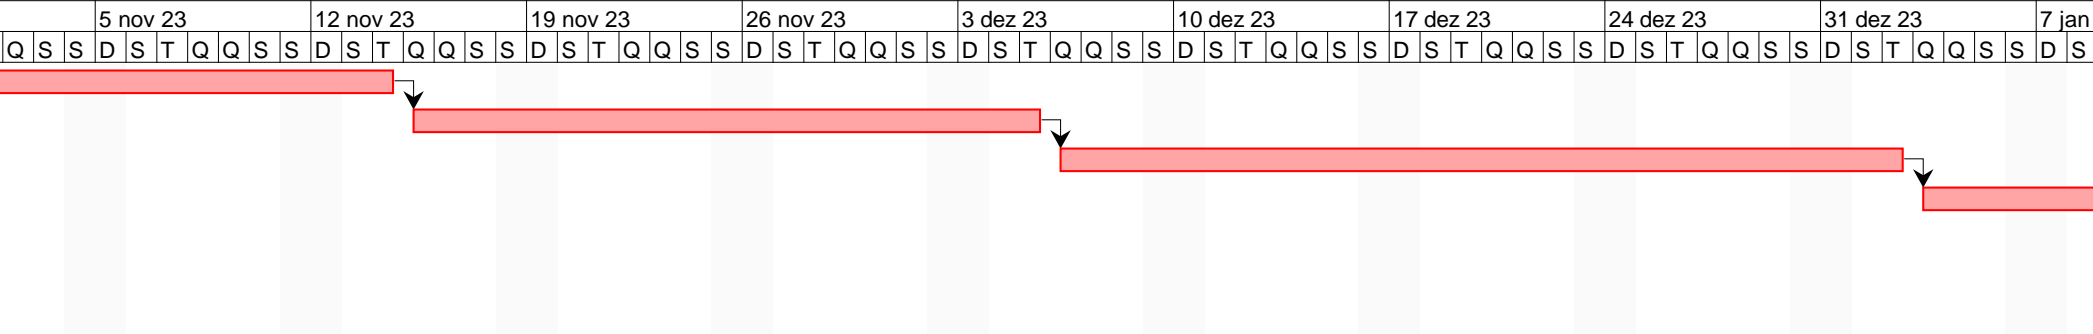 5 nov 23 12 nov 23 19 nov 23 26 nov 23 3 dez 23 10 dez 23 17 dez 23 24 dez 23 31 dez 23 7 jan
Q S S D S T Q Q S S D S T Q Q S S D S T Q Q S S D S T Q Q S S D S T Q Q S S D S T Q Q S S D S T Q Q S S D S T Q Q S S D S T Q Q S S D S